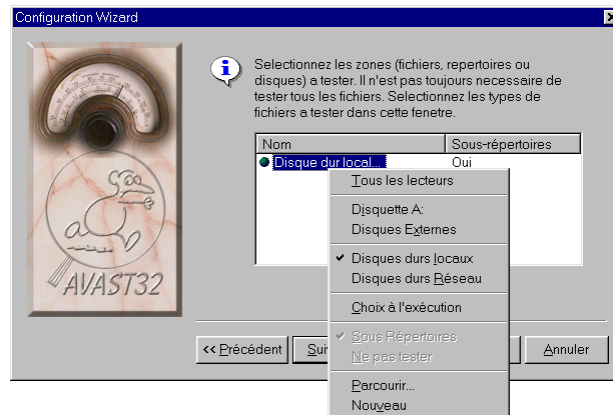 Configuration Wizard
Selectionnez les zones (fichiers, repertoires ou
disques) a tester. Il n'est pas toujours necessaire de
tester tous les fichiers. Selectionnez les types de
fichiers a tester dans cette fenetre.
Nom Sous-répertoires
Disque dur local... Oui
Tous les lecteurs
Disquette A:
Disques Externes
Disques durs locaux
Disques durs Réseau
Choix à l'exécution
Sous Répertoires
Ne pas tester
Parcourir...
Nouveau
AVAST32
<< Précédent
Annuler